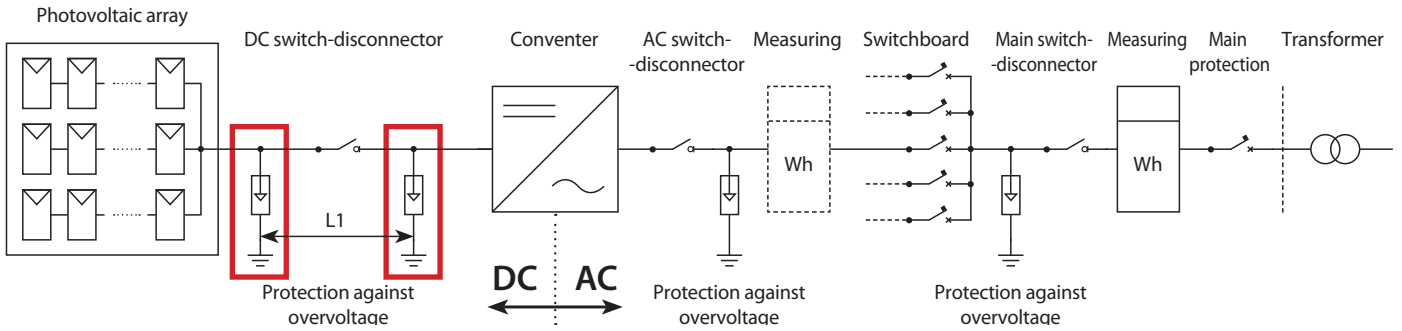 Photovoltaic array
DC switch-disconnector
Conventer
AC switch-
-disconnector
Measuring
Switchboard
Main switch-
-disconnector
Measuring
Main
protection
Transformer
Wh
Wh
L1
DC
AC
Protection against
overvoltage
Protection against
overvoltage
Protection against
overvoltage